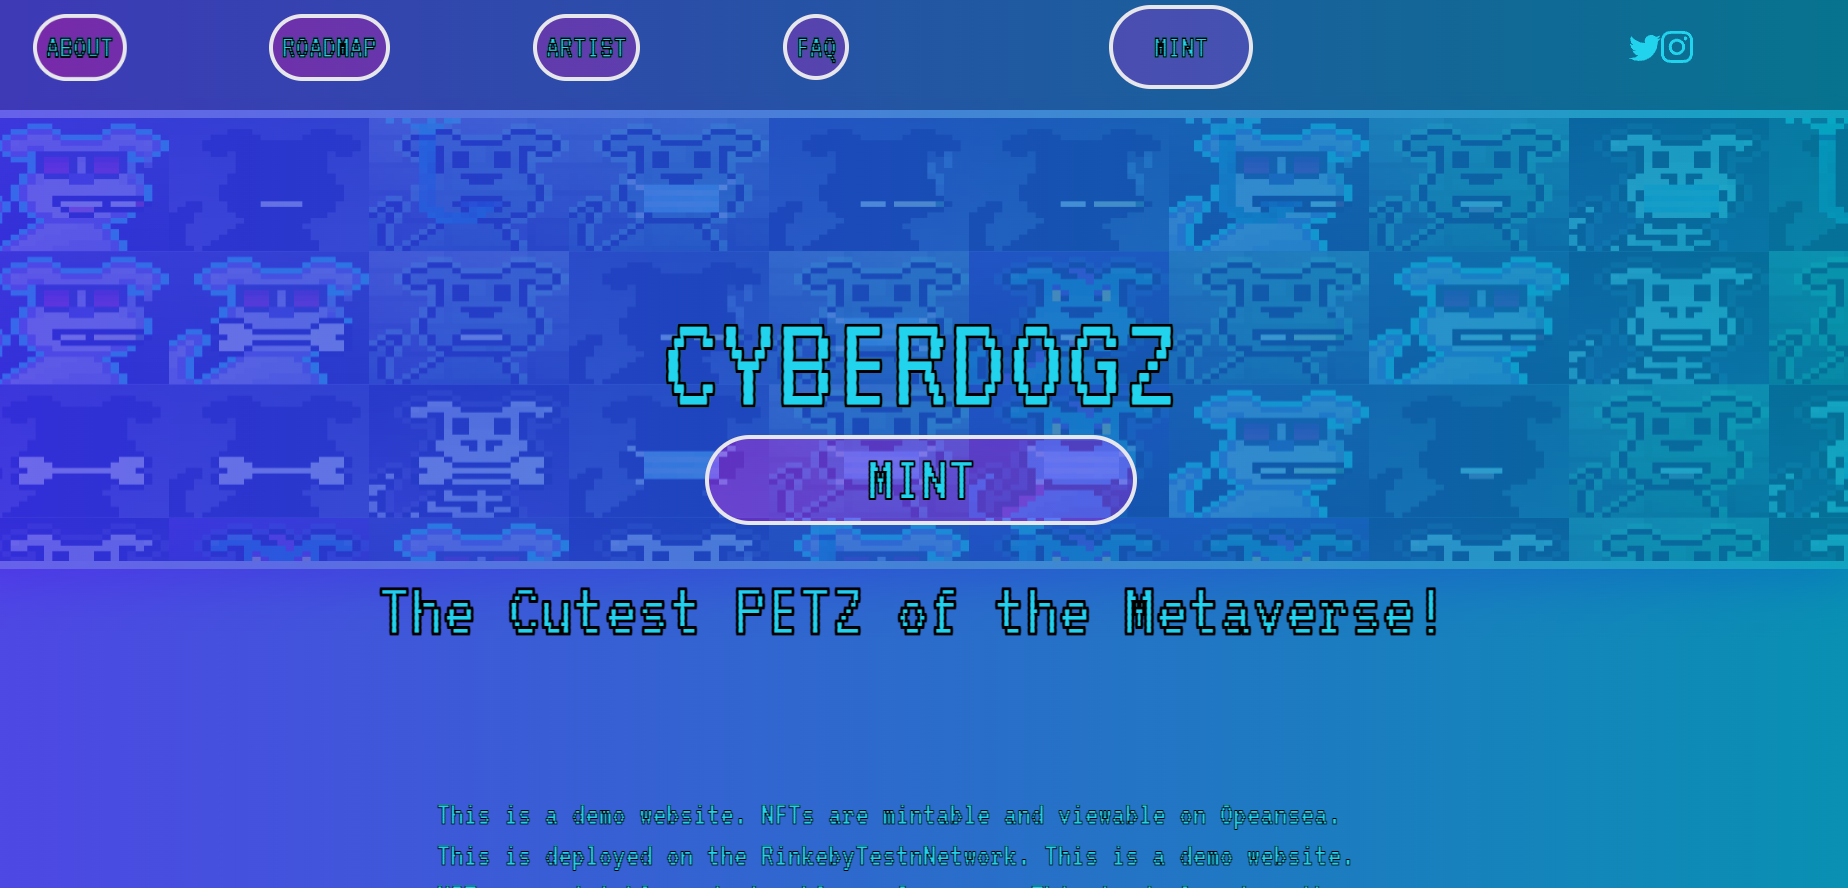 ABOUT ROADMAP ARTIST FAQ MINT
CYBERDOGZ
MINT
The Cutest PETZ of the Metaverse!
This is a demo website. NFTs are mintable and viewable on Opeansea.
This is deployed on the RinkebyTestnNetwork. This is a demo website.